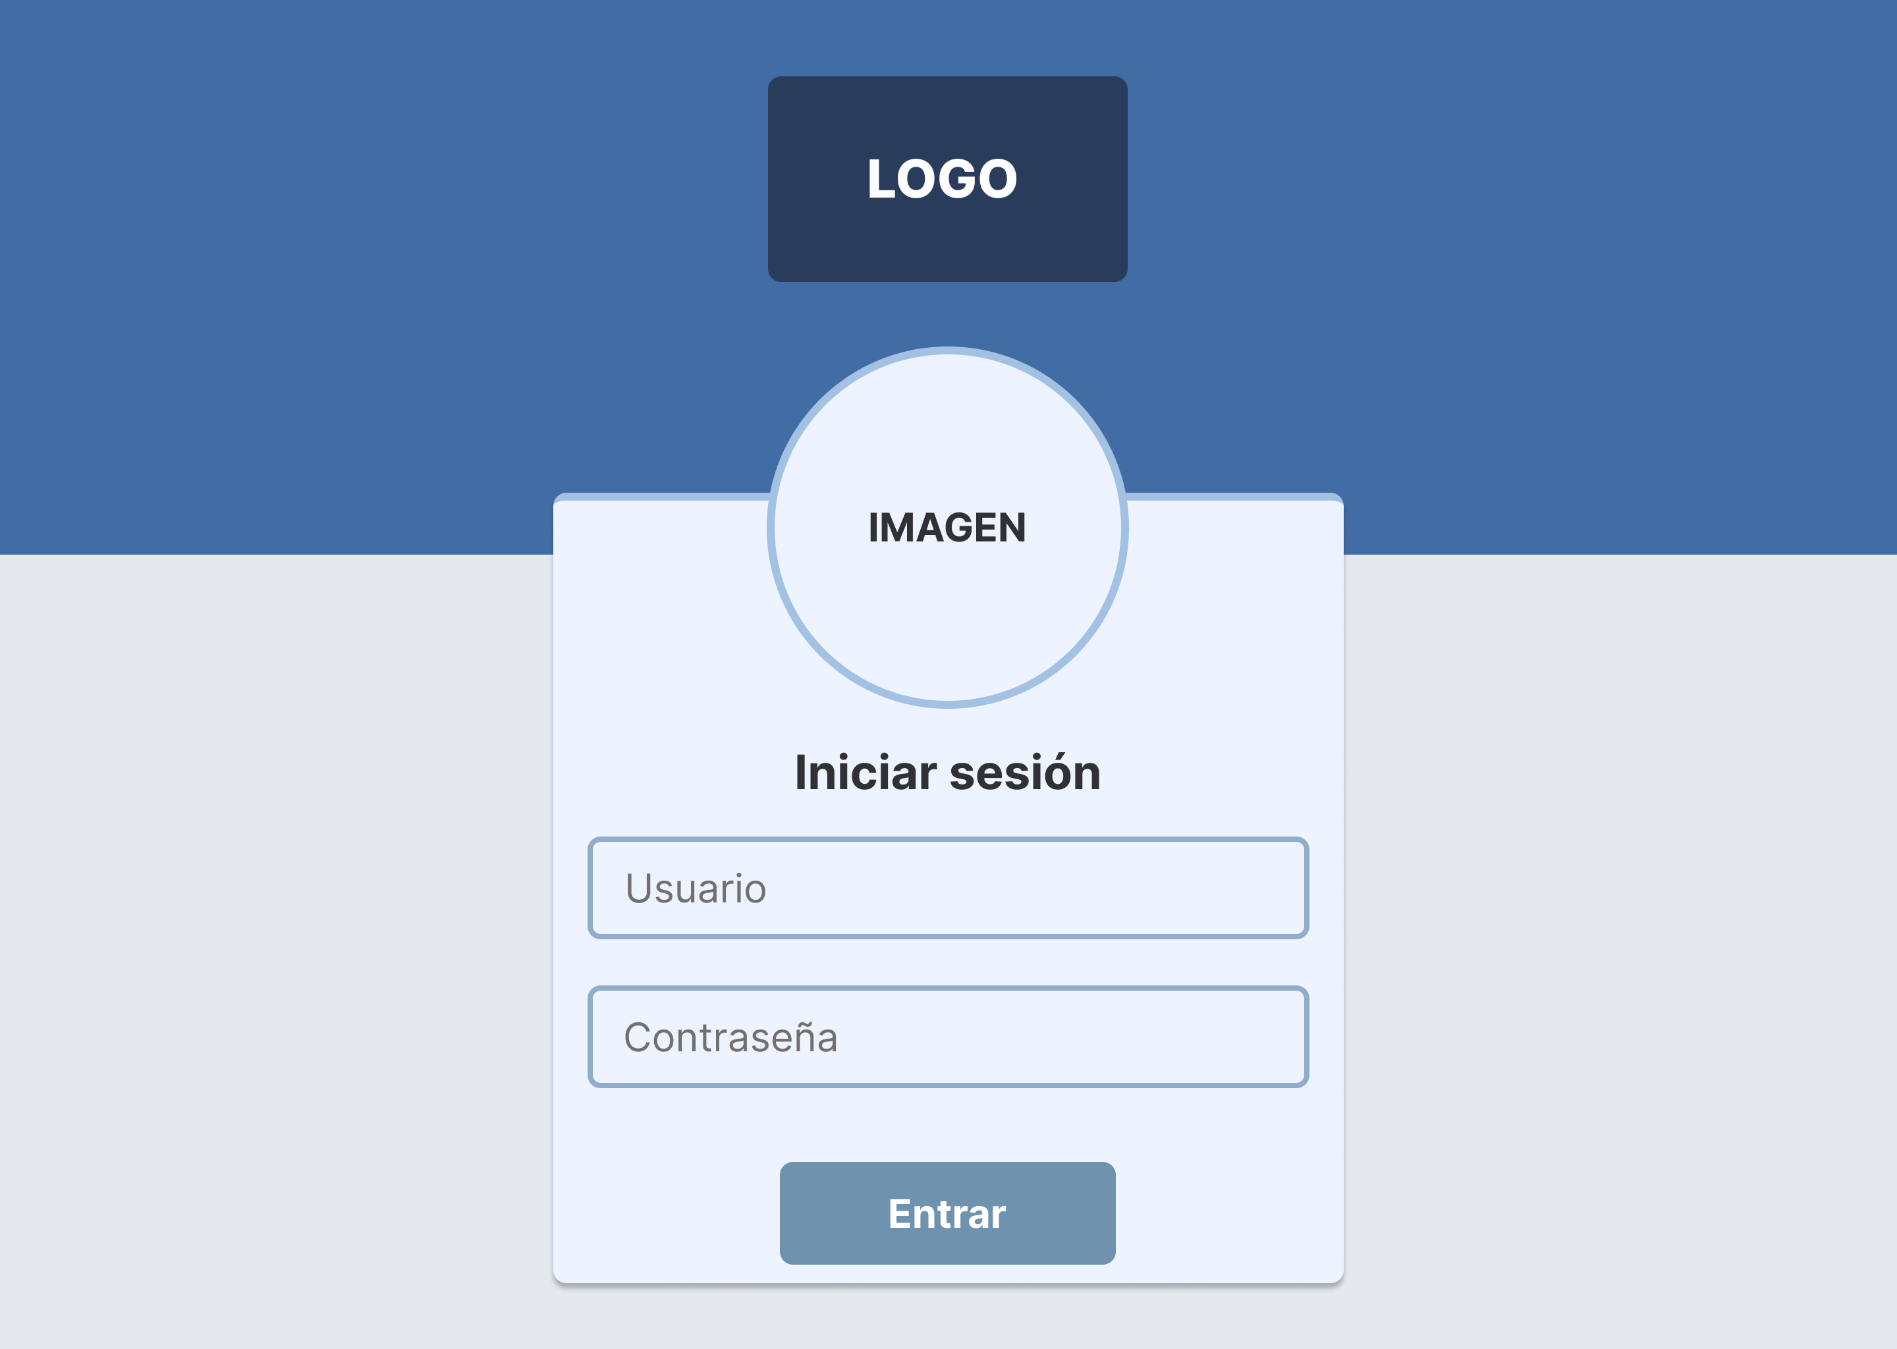 LOGO
IMAGEN
Iniciar sesión
Usuario
Contraseña
Entrar